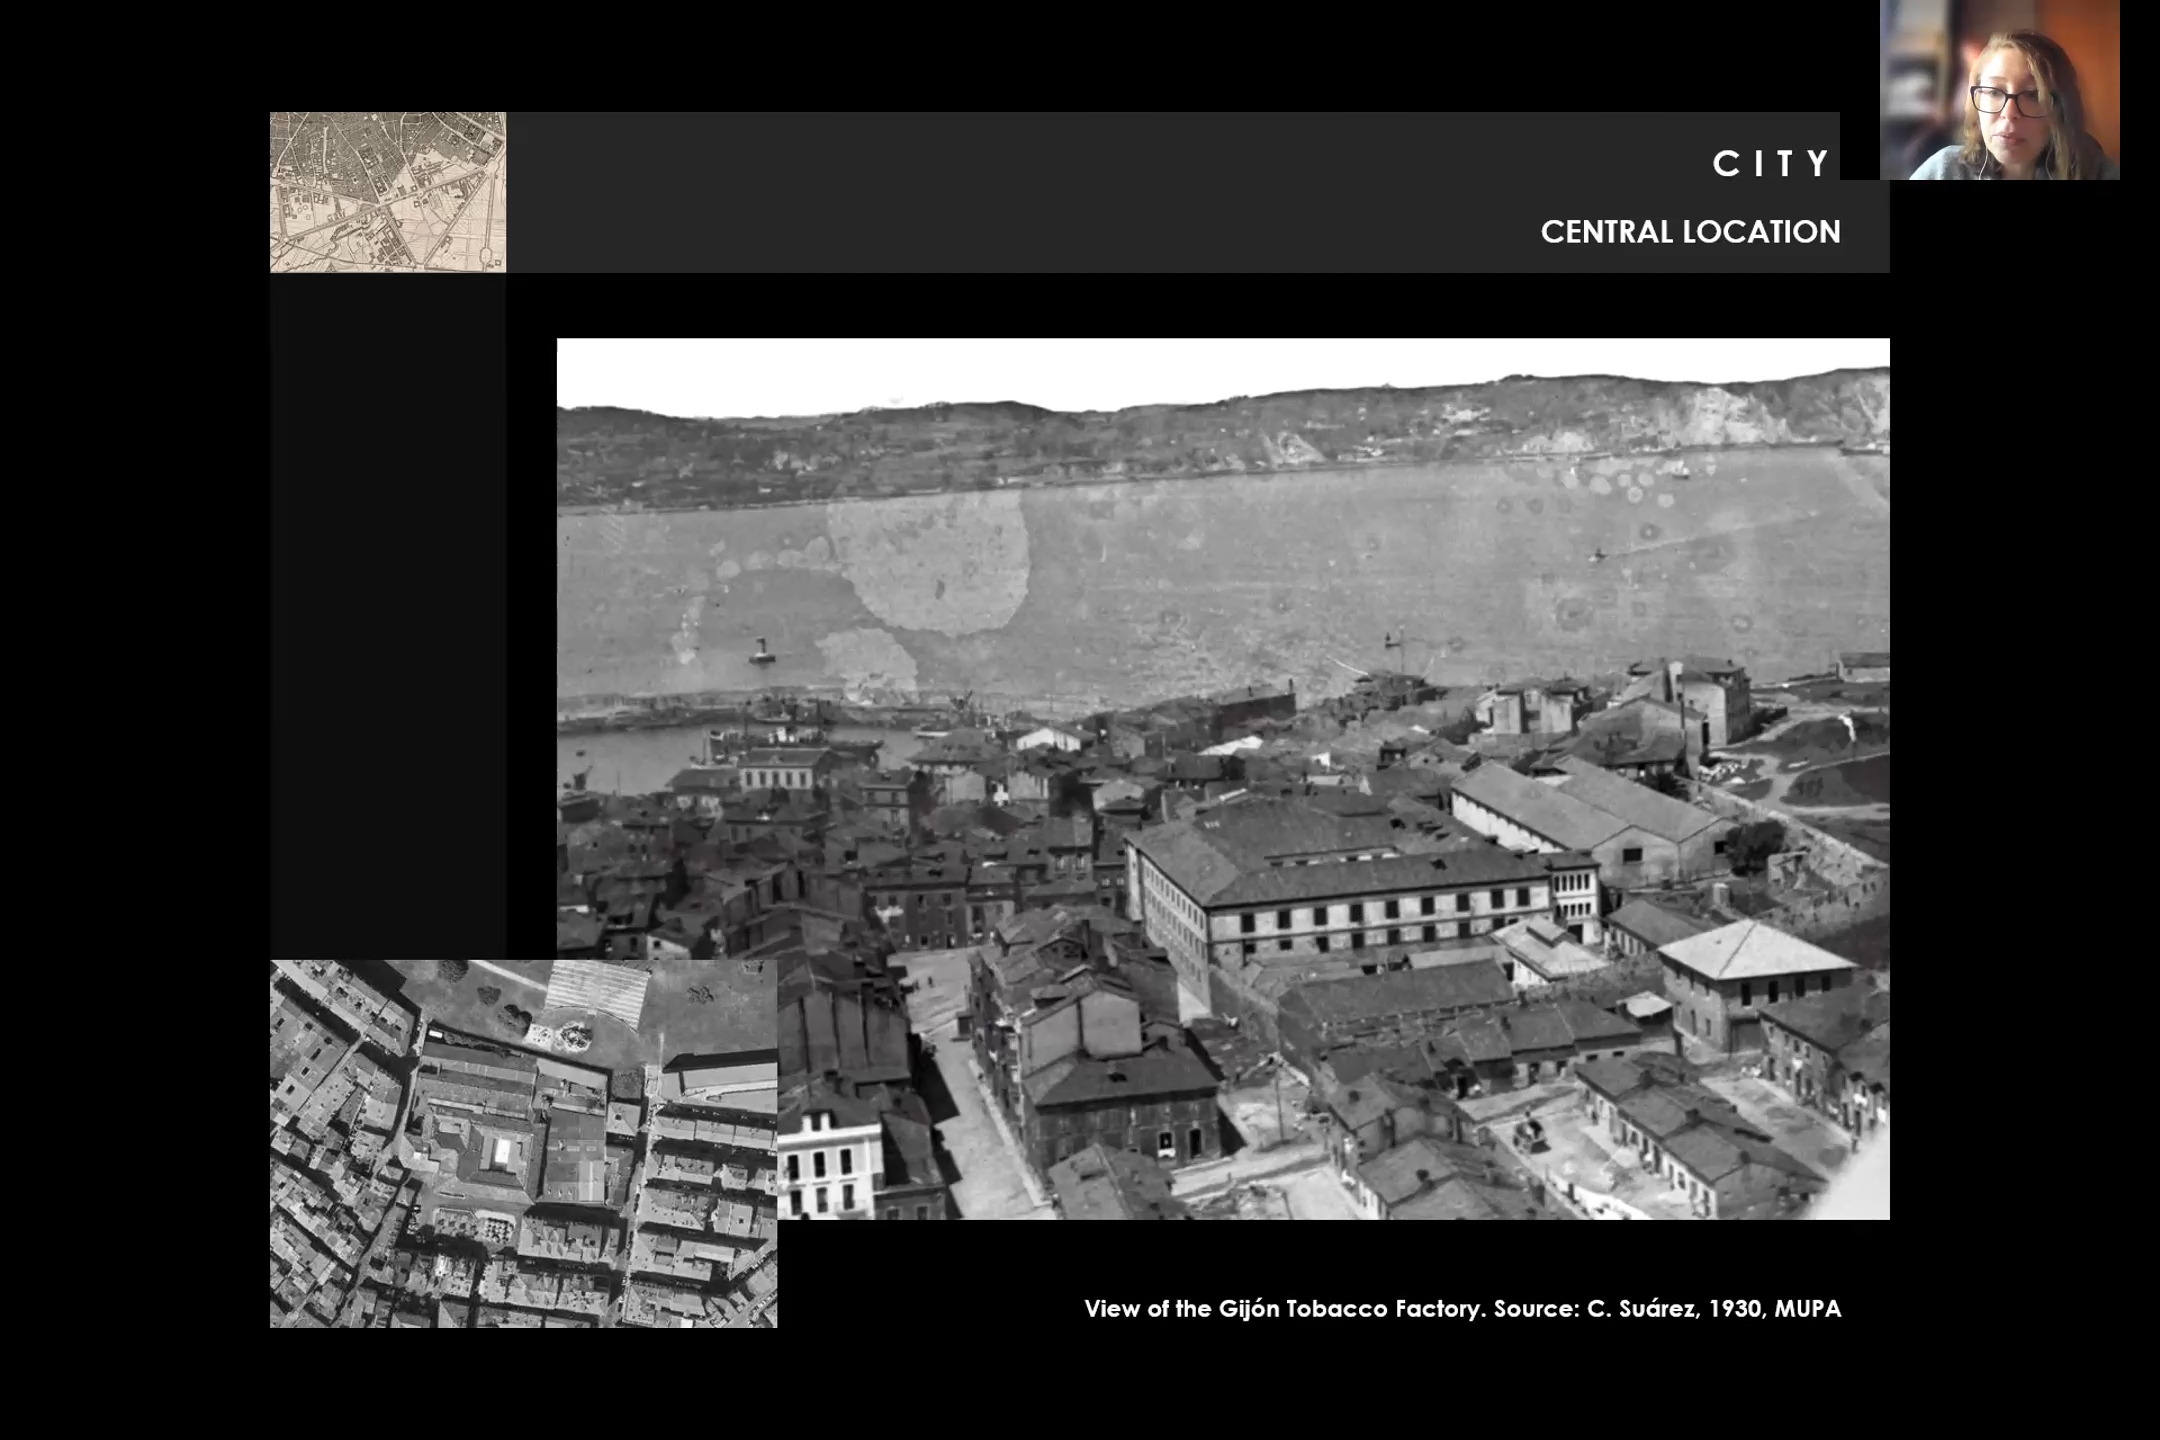 CITY
CENTRAL LOCATION
View of the Gijón Tobacco Factory. Source: C. Suárez, 1930, MUPA